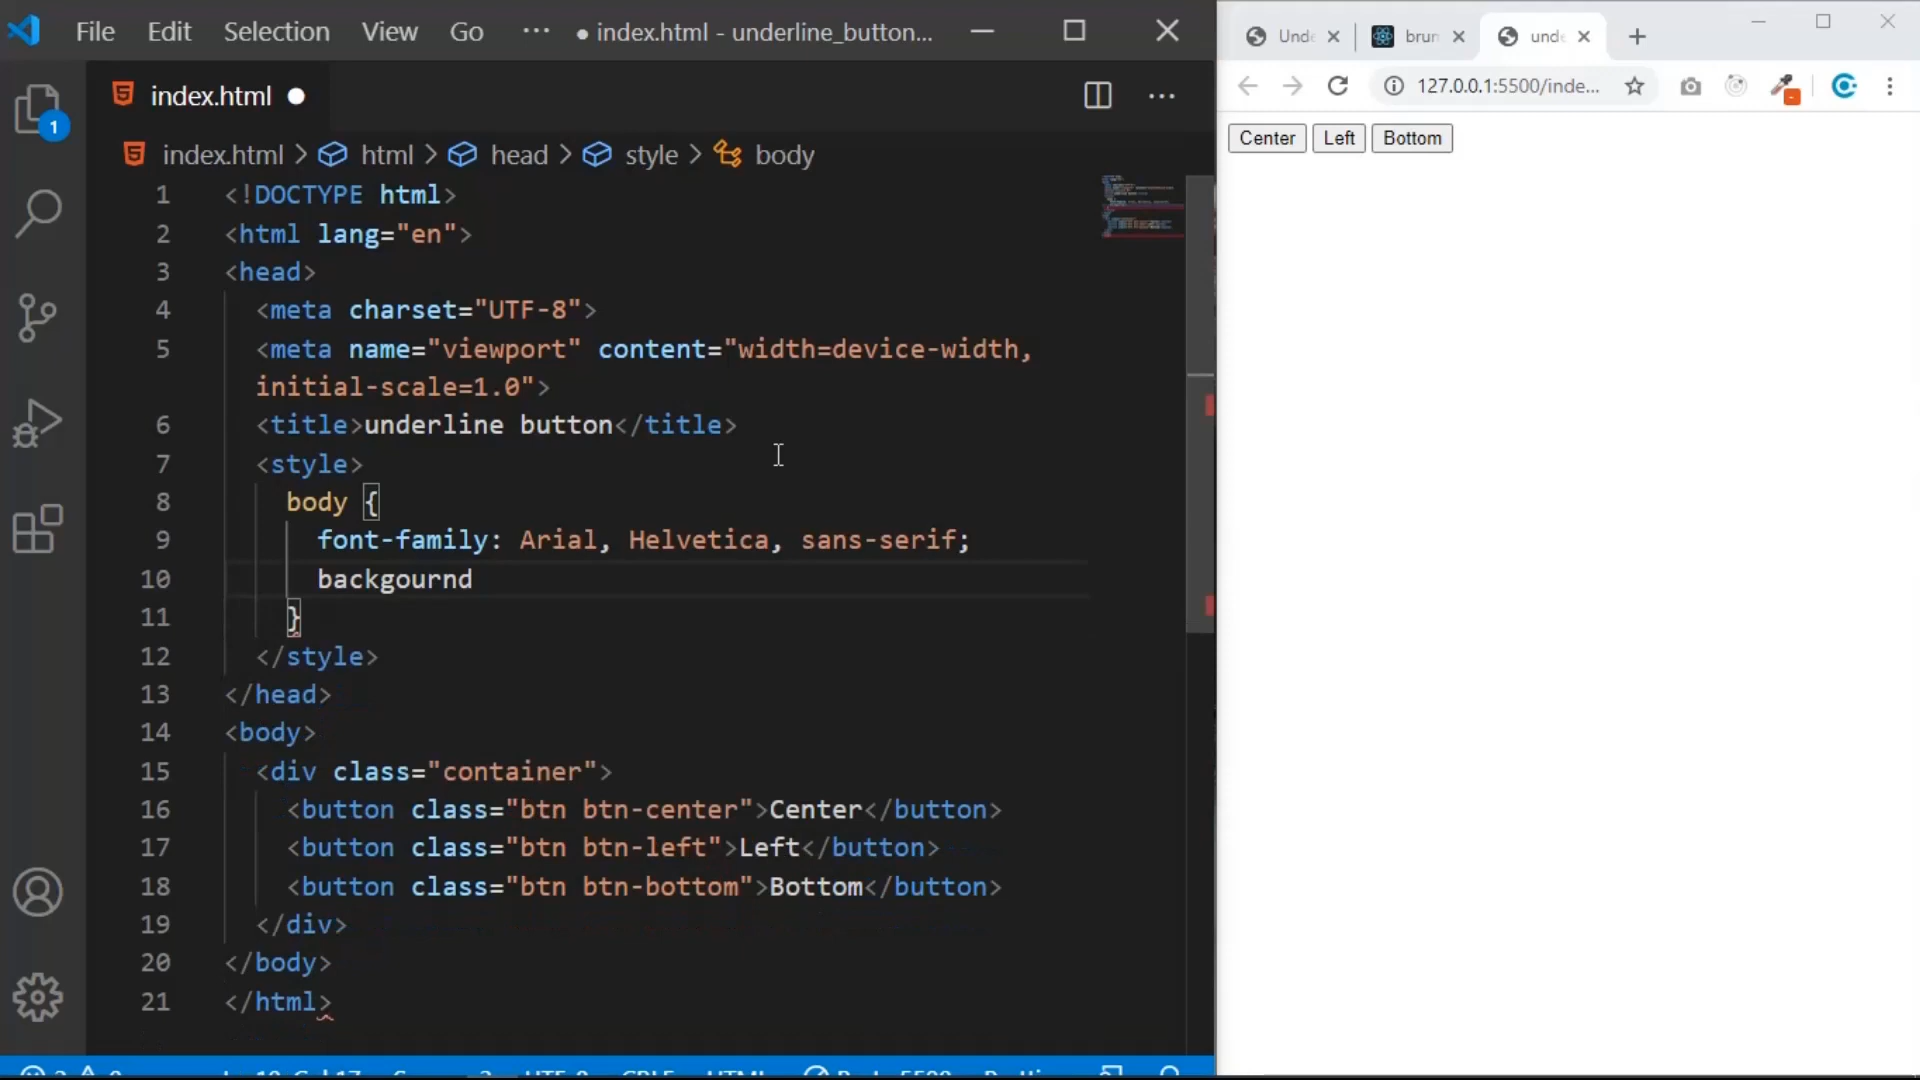 File Edit Selection View Go ··· ● index.html - underline_button...
index.html ●
index.html > html > head > style > body
1 <!DOCTYPE html>
2 <html lang="en">
3 <head>
4 <meta charset="UTF-8">
5 <meta name="viewport" content="width=device-width,
initial-scale=1.0">
6 <title>underline button</title>
7 <style>
8 body {
9 font-family: Arial, Helvetica, sans-serif;
10 backgournd
11 }
12 </style>
13 </head>
14 <body>
15 <div class="container">
16 <button class="btn btn-center">Center</button>
17 <button class="btn btn-left">Left</button>
18 <button class="btn btn-bottom">Bottom</button>
19 </div>
20 </body>
21 </html>
1
Unde
brun
unde
127.0.0.1:5500/inde...
Center Left Bottom